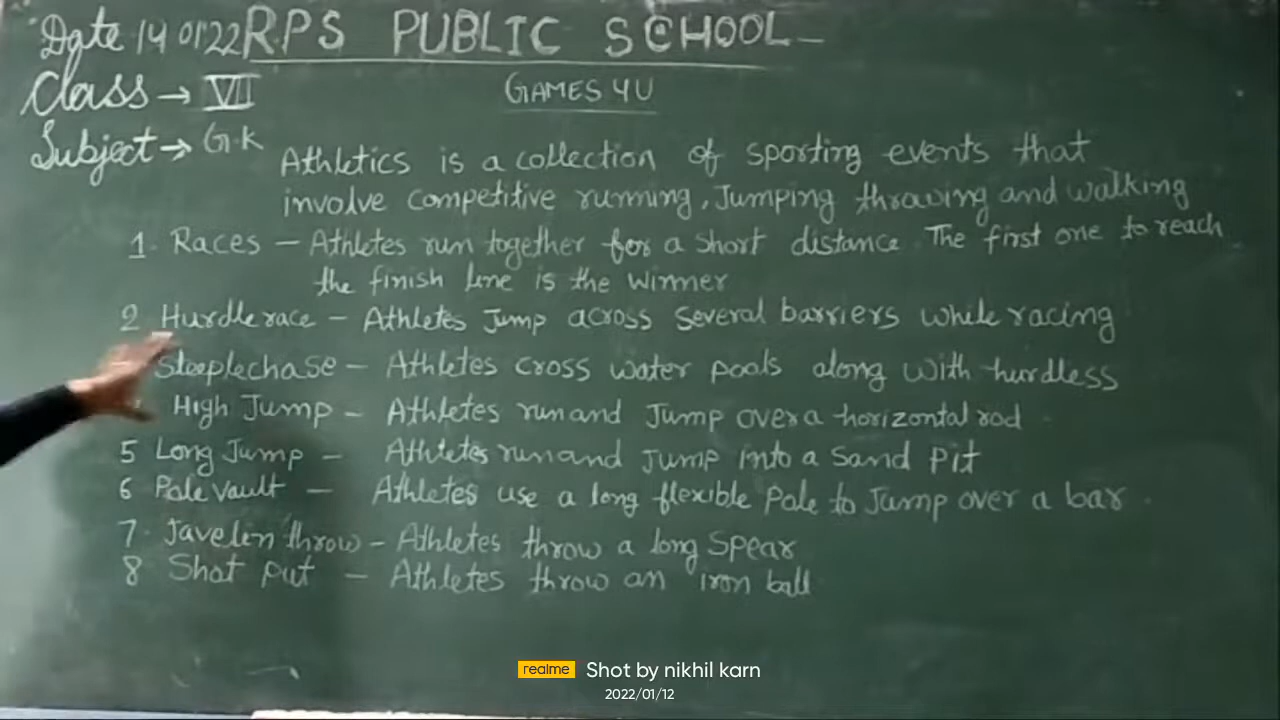 Date 14 01'22 R.P.S PUBLIC SCHOOL
Class → VII
GAMES 4U
Subject → G.K
Athletics is a collection of sporting events that
involve competitive running, Jumping throwing and walking
1. Races – Athletes run together for a short distance. The first one to reach
the finish line is the winner
2 Hurdle race – Athletes Jump across several barriers while racing
Steeplechase – Athletes cross water pools along with hurdless
High Jump – Athletes run and Jump over a horizontal rod
5 Long Jump – Athletes run and Jump into a sand pit
6 Pole vault – Athletes use a long flexible pole to Jump over a bar
7. Javelin throw – Athletes throw a long spear
8 Shot put – Athletes throw an iron ball
realme Shot by nikhil karn
2022/01/12